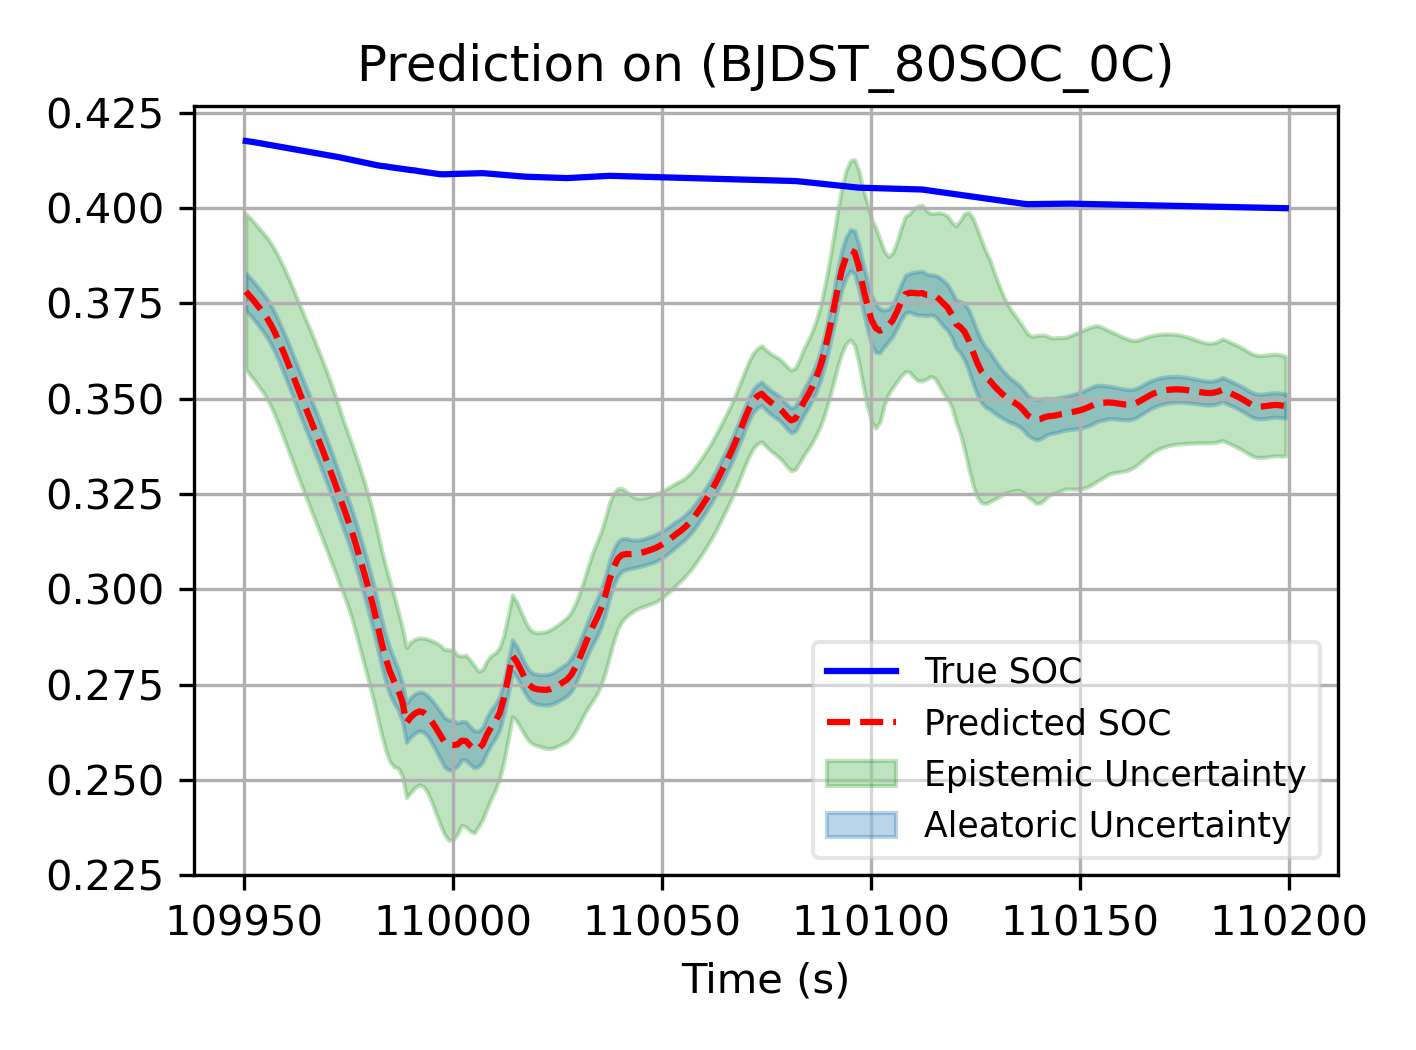 Prediction on (BJDST_80SOC_0C)
0.425
0.400
0.375
0.350
0.325
0.300
0.275
0.250
0.225
True SOC
Predicted SOC
Epistemic Uncertainty
Aleatoric Uncertainty
109950 110000 110050 110100 110150 110200
Time (s)